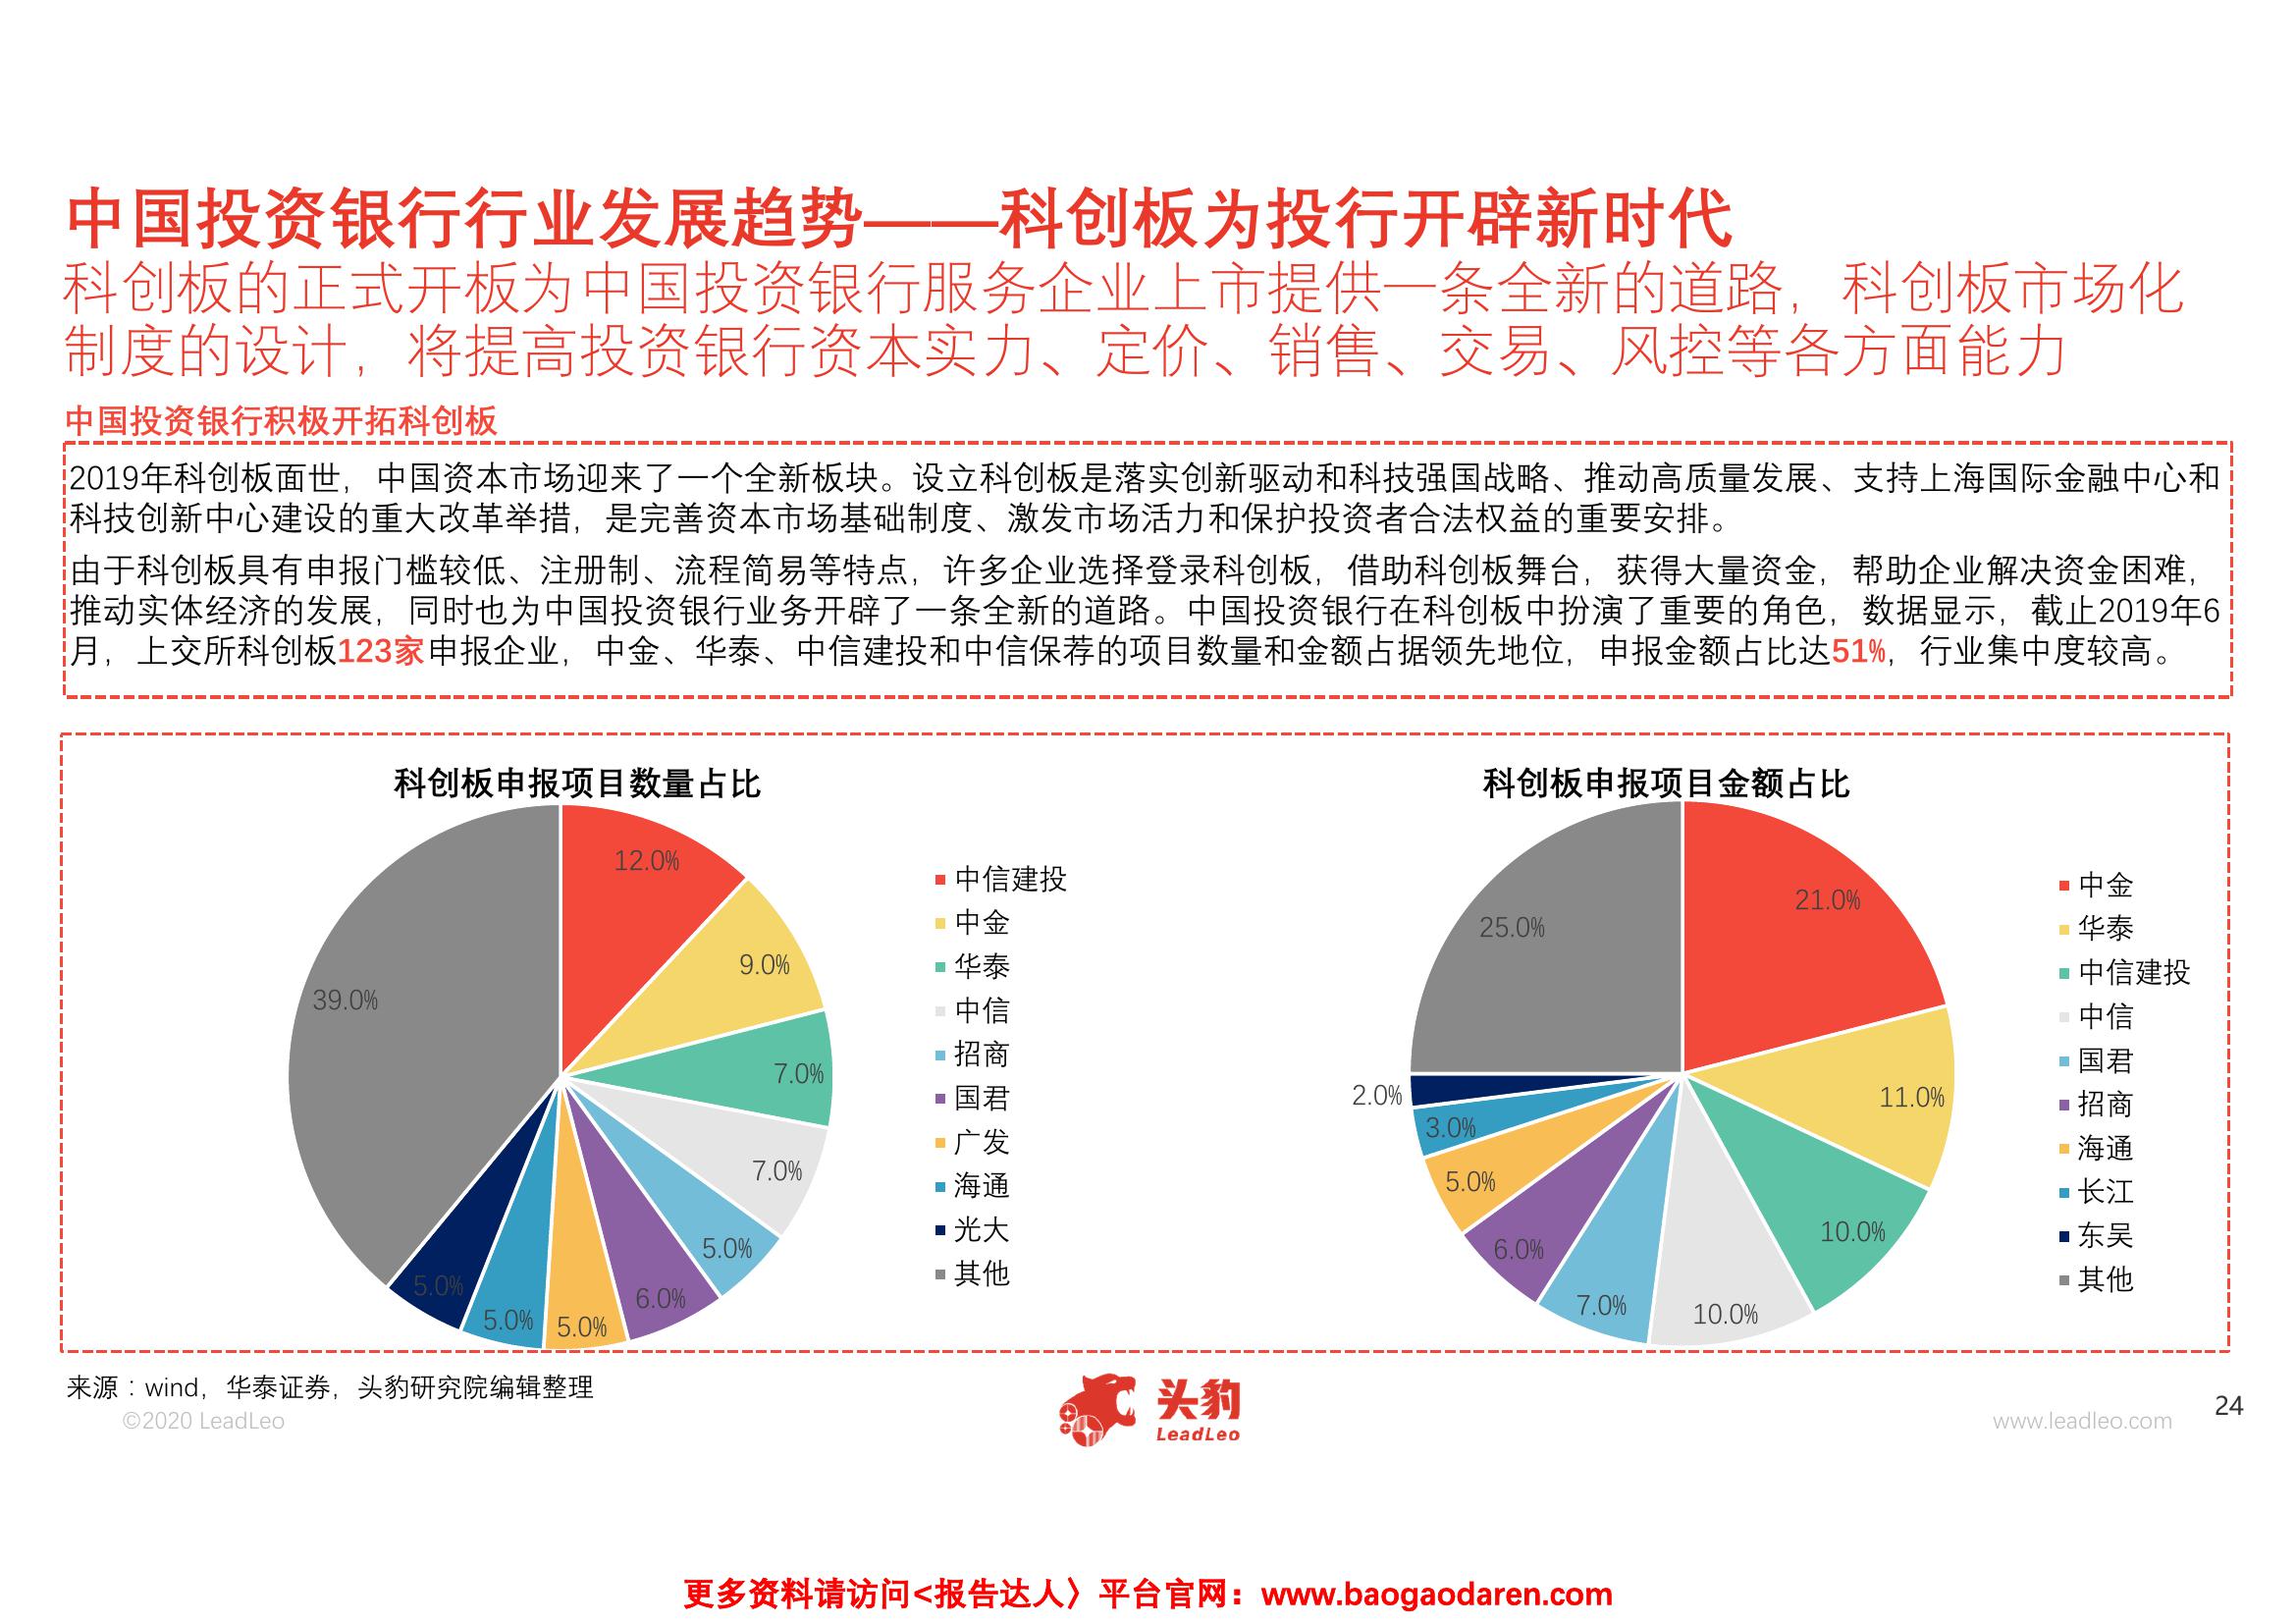 中国投资银行行业发展趋势——科创板为投行开辟新时代
科创板的正式开板为中国投资银行服务企业上市提供一条全新的道路，科创板市场化
制度的设计，将提高投资银行资本实力、定价、销售、交易、风控等各方面能力
中国投资银行积极开拓科创板
2019年科创板面世，中国资本市场迎来了一个全新板块。设立科创板是落实创新驱动和科技强国战略、推动高质量发展、支持上海国际金融中心和
科技创新中心建设的重大改革举措，是完善资本市场基础制度、激发市场活力和保护投资者合法权益的重要安排。
由于科创板具有申报门槛较低、注册制、流程简易等特点，许多企业选择登录科创板，借助科创板舞台，获得大量资金，帮助企业解决资金困难，
推动实体经济的发展，同时也为中国投资银行业务开辟了一条全新的道路。中国投资银行在科创板中扮演了重要的角色，数据显示，截止2019年6
月，上交所科创板123家申报企业，中金、华泰、中信建投和中信保荐的项目数量和金额占据领先地位，申报金额占比达51%，行业集中度较高。
科创板申报项目数量占比
12.0%
9.0%
7.0%
7.0%
5.0%
6.0%
5.0%
5.0%
5.0%
39.0%
中信建投
中金
华泰
中信
招商
国君
广发
海通
光大
其他
科创板申报项目金额占比
21.0%
11.0%
10.0%
10.0%
7.0%
6.0%
5.0%
3.0%
2.0%
25.0%
中金
华泰
中信建投
中信
国君
招商
海通
长江
东吴
其他
来源：wind，华泰证券，头豹研究院编辑整理
©2020 LeadLeo
头豹
LeadLeo
www.leadleo.com
24
更多资料请访问<报告达人〉平台官网：www.baogaodaren.com